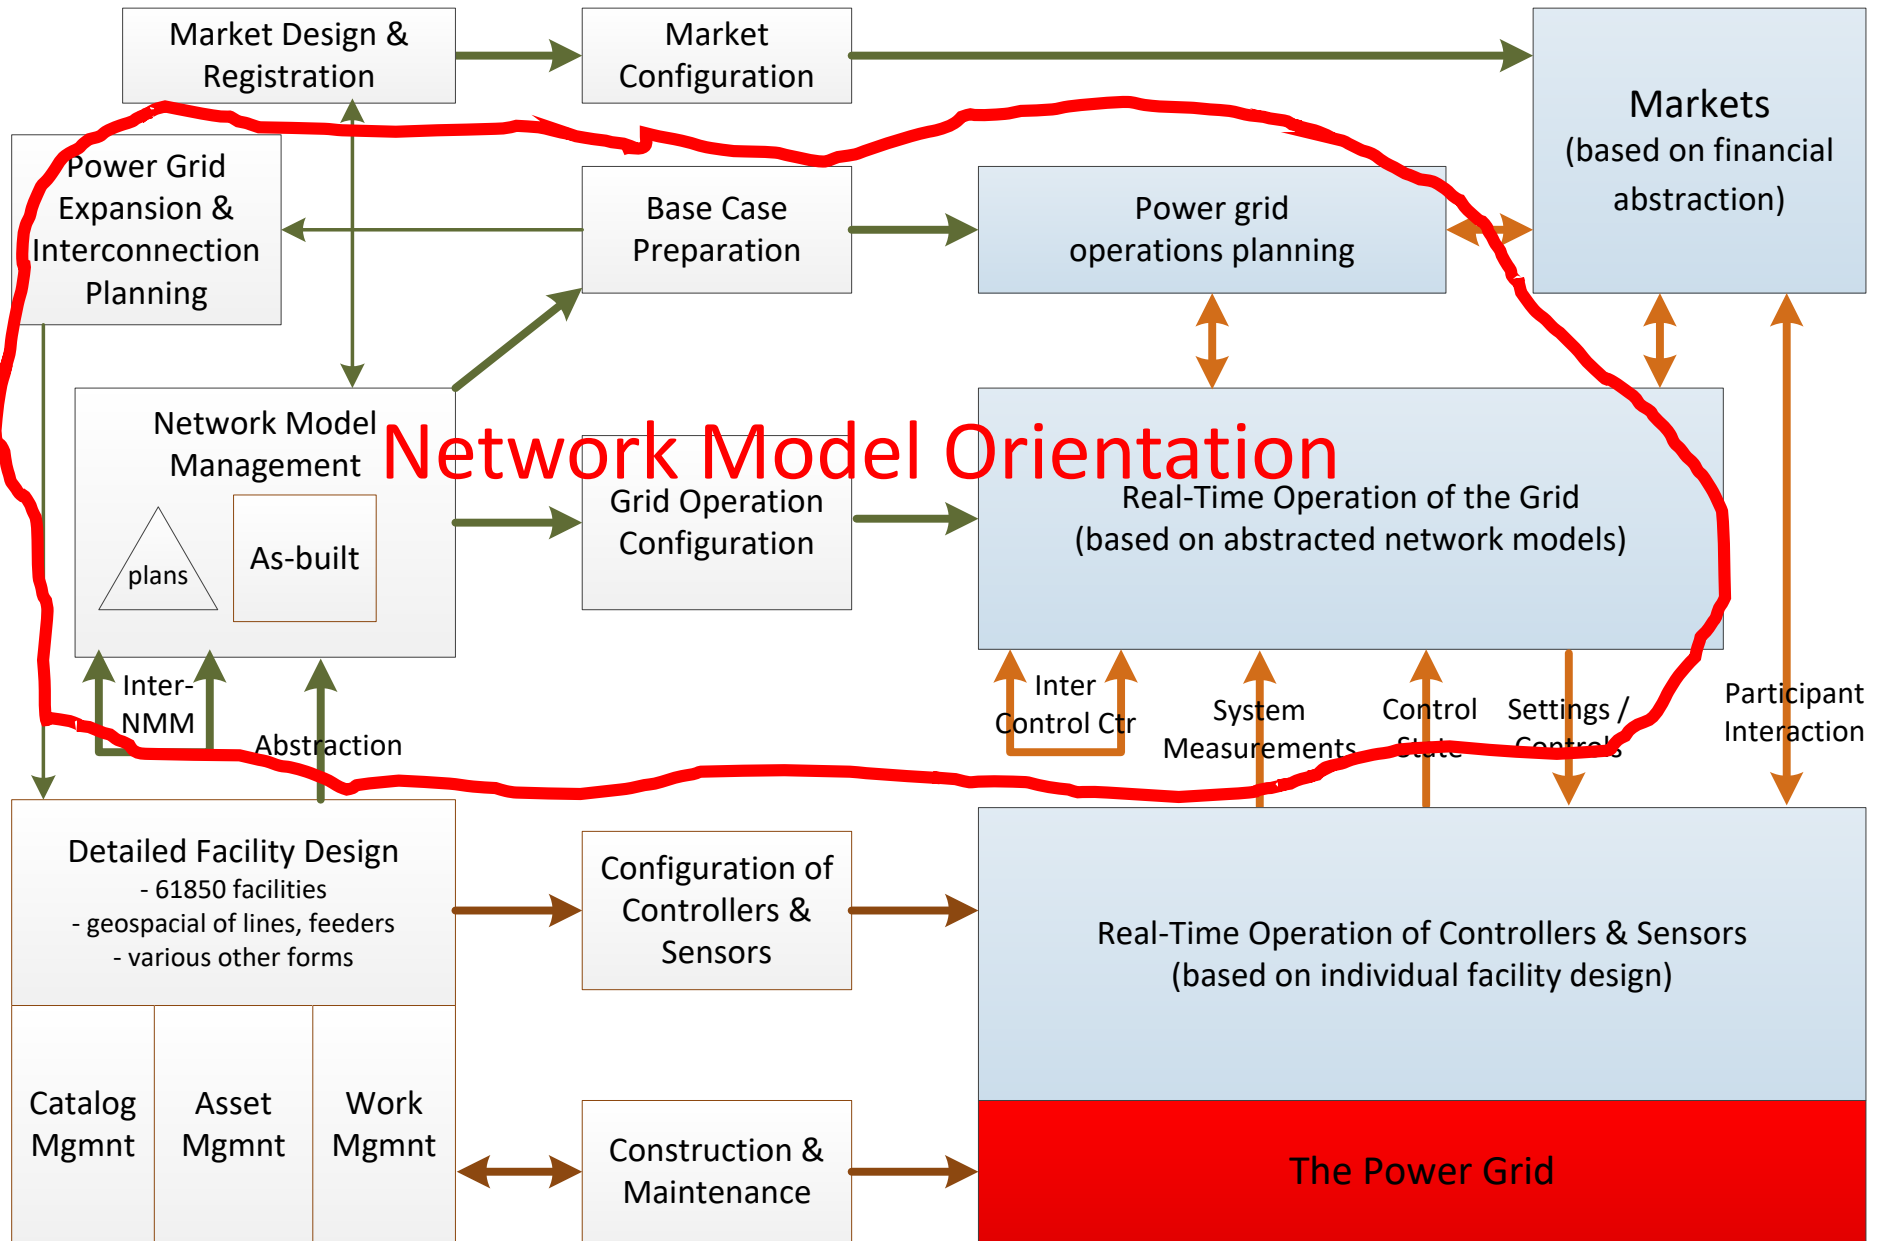 Market Design &
Registration
Market
Configuration
Markets
(based on financial
abstraction)
Power Grid
Expansion &
Interconnection
Planning
Base Case
Preparation
Power grid
operations planning
Network Model
Management
plans
As-built
Network Model Orientation
Grid Operation
Configuration
Real-Time Operation of the Grid
(based on abstracted network models)
Inter-
NMM
Abstraction
Inter
Control Ctr
System
Measurements
Control
State
Settings /
Controls
Participant
Interaction
Detailed Facility Design
- 61850 facilities
- geospacial of lines, feeders
- various other forms
Configuration of
Controllers &
Sensors
Real-Time Operation of Controllers & Sensors
(based on individual facility design)
Catalog
Mgmnt
Asset
Mgmnt
Work
Mgmnt
Construction &
Maintenance
The Power Grid